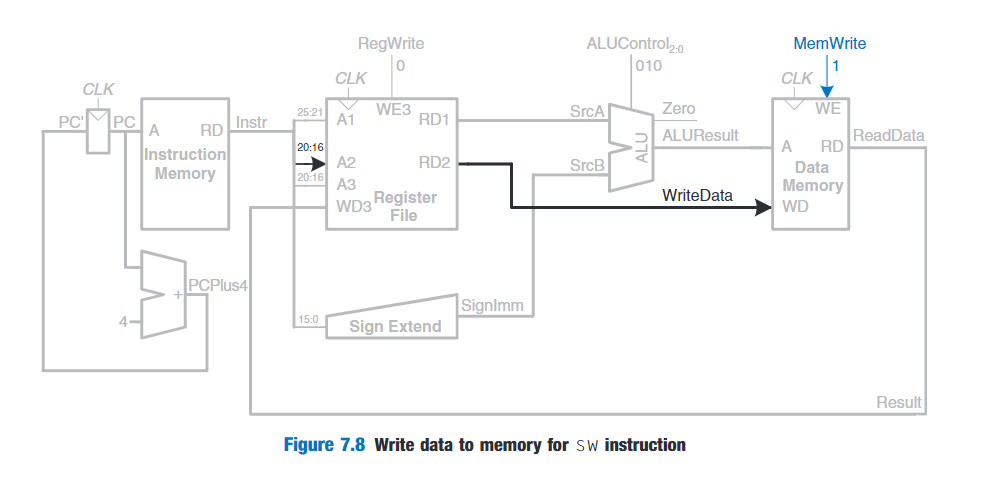 RegWrite
ALUControl2:0
MemWrite
0
010
1
CLK
CLK
CLK
PC'
PC
A
RD
Instruction
Memory
Instr
25:21
20:16
20:16
A1
A2
A3
WD3
WE3
RD1
RD2
Register
File
SrcA
SrcB
ALU
Zero
ALUResult
WriteData
WE
A
RD
Data
Memory
WD
ReadData
+
4
PCPlus4
15:0
Sign Extend
SignImm
Result
Figure 7.8 Write data to memory for sw instruction